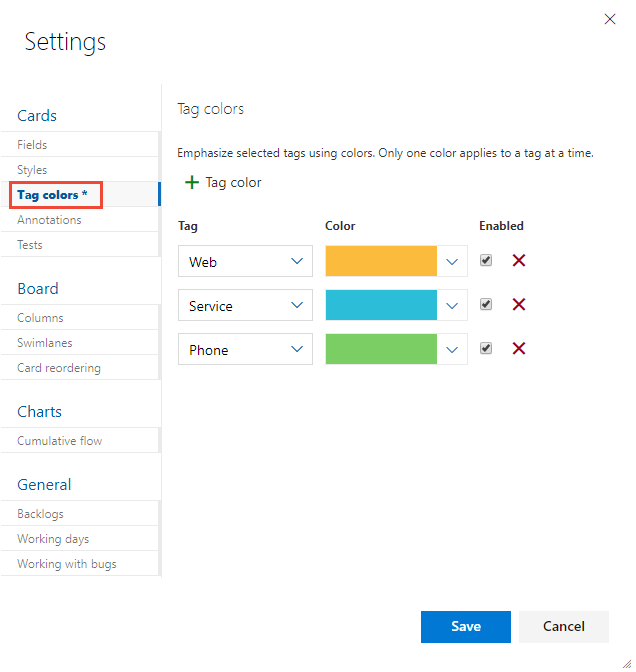 Settings
Cards
Fields
Styles
Tag colors *
Annotations
Tests
Board
Columns
Swimlanes
Card reordering
Charts
Cumulative flow
General
Backlogs
Working days
Working with bugs
Tag colors
Emphasize selected tags using colors. Only one color applies to a tag at a time.
Tag color
Tag Color Enabled
Web
Service
Phone
Save Cancel